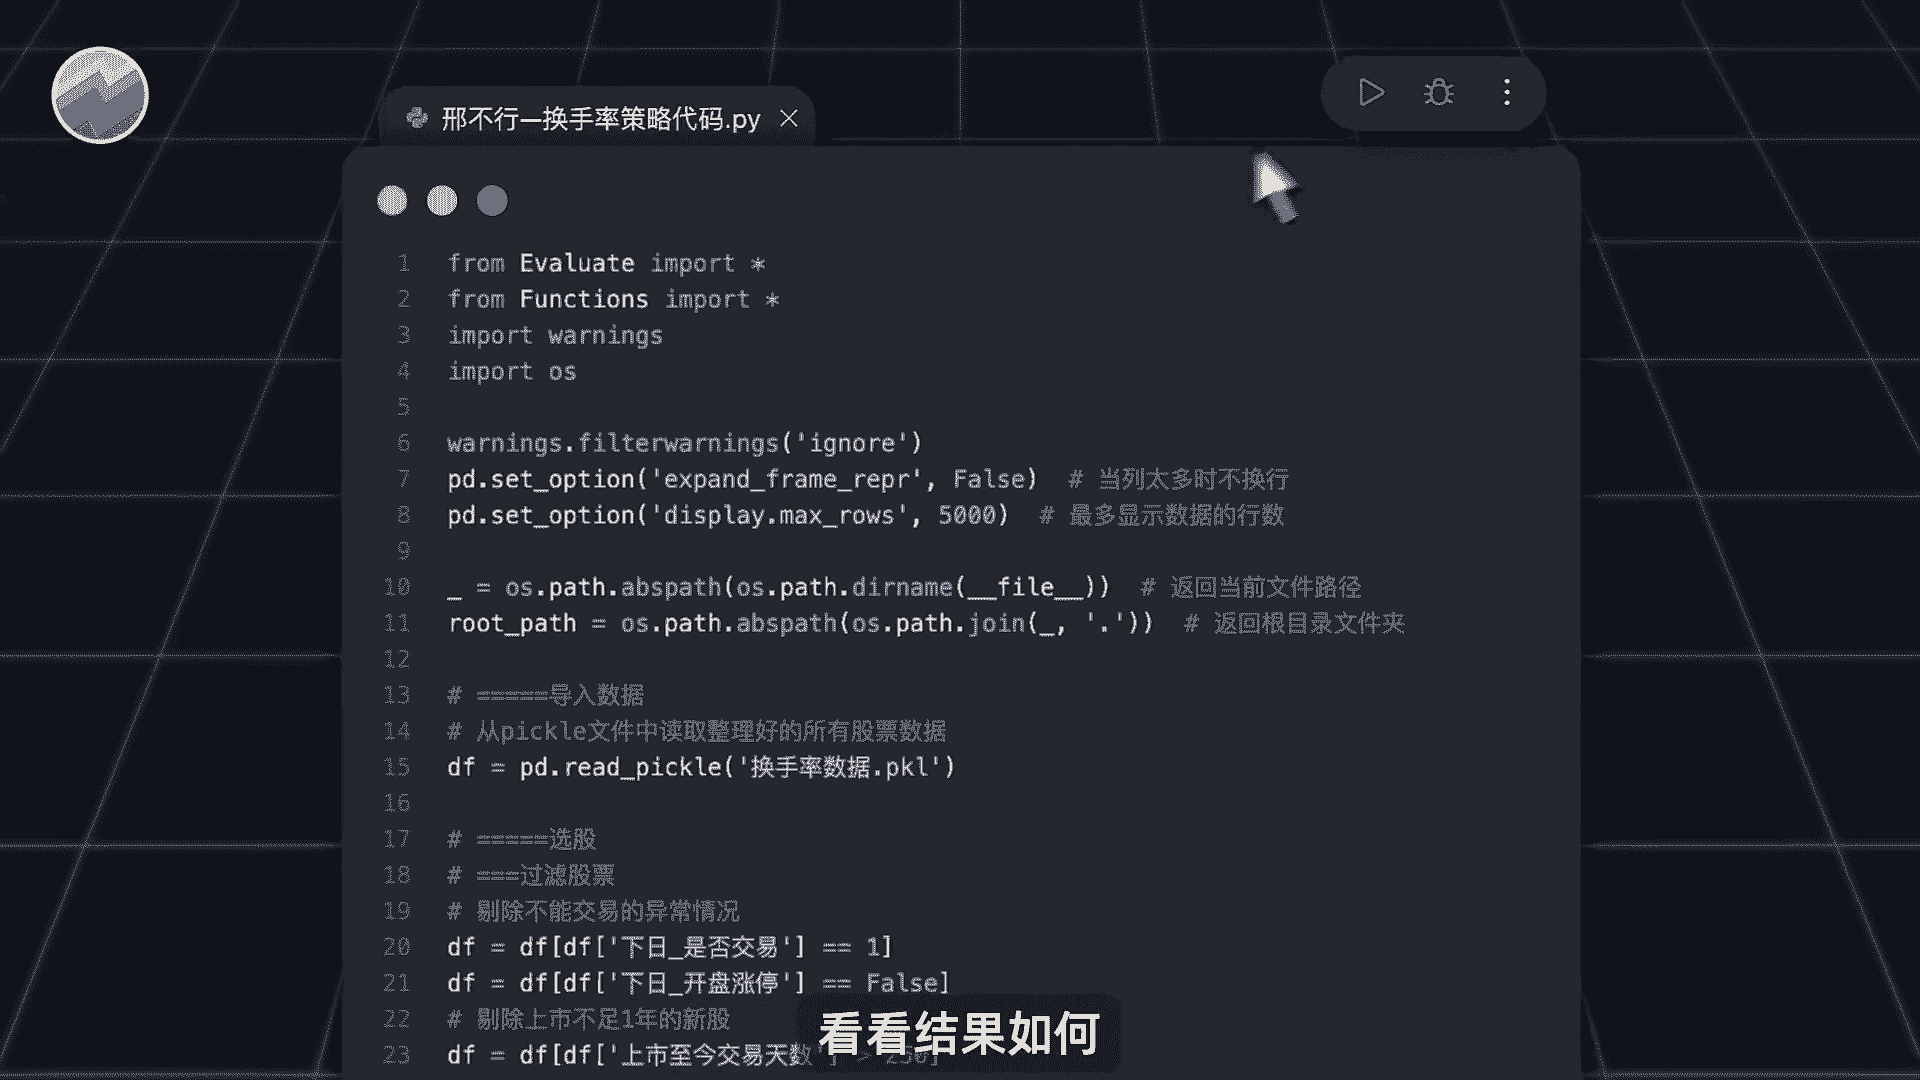 邢不行—换手率策略代码.py
1 from Evaluate import *
2 from Functions import *
3 import warnings
4 import os
5
6 warnings.filterwarnings('ignore')
7 pd.set_option('expand_frame_repr', False)  # 当列太多时不换行
8 pd.set_option('display.max_rows', 5000)  # 最多显示数据的行数
9
10 _ = os.path.abspath(os.path.dirname(__file__))  # 返回当前文件路径
11 root_path = os.path.abspath(os.path.join(_, '.'))  # 返回根目录文件夹
12
13 # =====导入数据
14 # 从pickle文件中读取整理好的所有股票数据
15 df = pd.read_pickle('换手率数据.pkl')
16
17 # =====选股
18 # ===过滤股票
19 # 剔除不能交易的异常情况
20 df = df[df['下日_是否交易'] == 1]
21 df = df[df['下日_开盘涨停'] == False]
22 # 剔除上市不足1年的新股
23 df = df[df['上市至今交易天数'] > 250]
看看结果如何